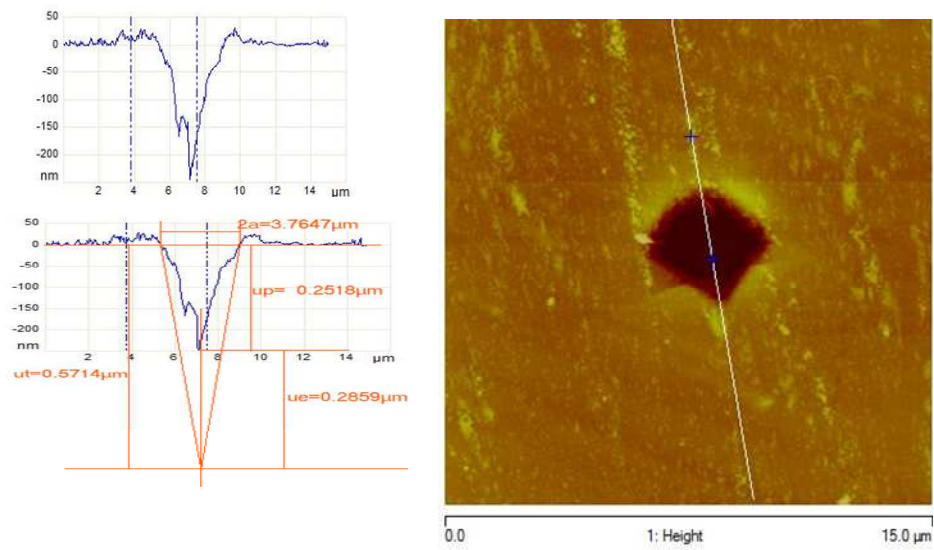 50
0
-50
-100
-150
-200
nm
2 4 6 8 10 12 14 µm
50
0
-50
-100
-150
-200
nm
2 4 6 8 10 12 14 µm
2a=3.7647µm
up= 0.2518µm
ut=0.5714µm
ue=0.2859µm
0.0 1: Height 15.0 µm